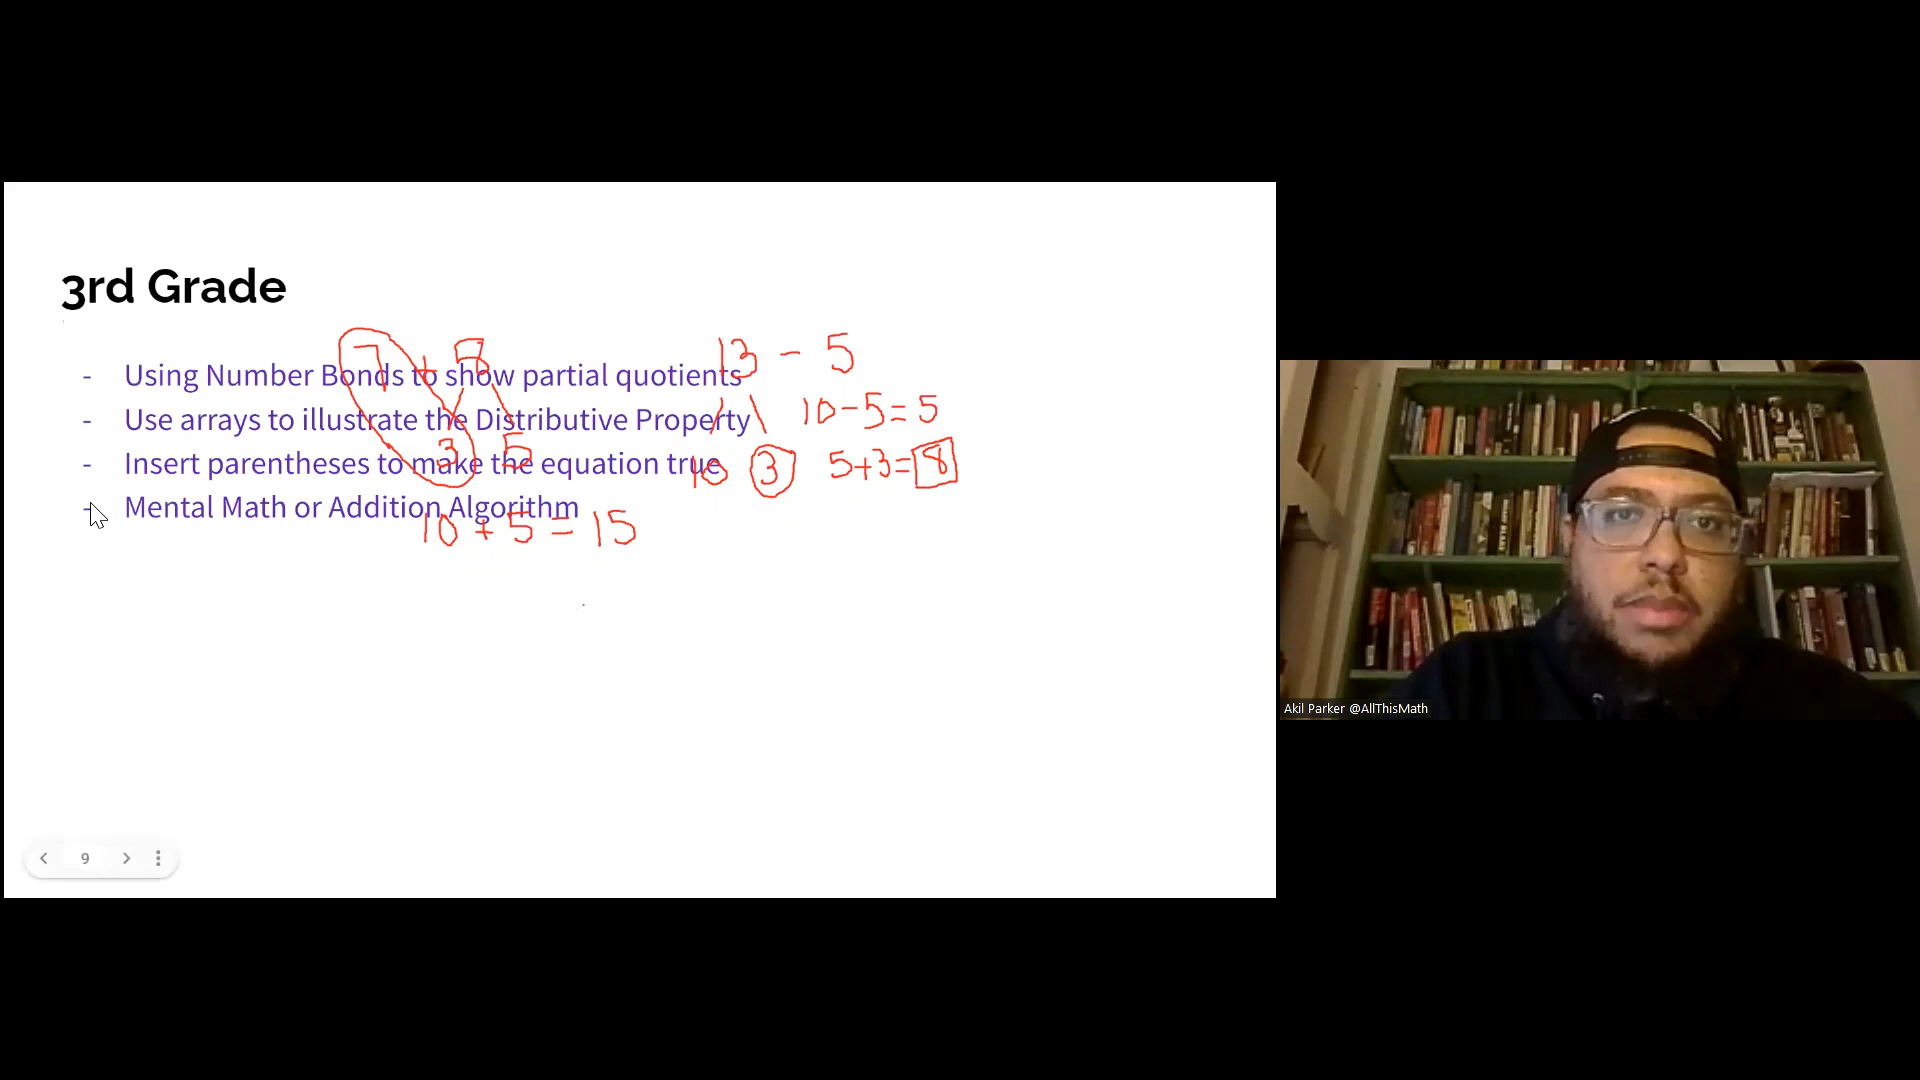 3rd Grade
- Using Number Bonds to show partial quotients
- Use arrays to illustrate the Distributive Property
- Insert parentheses to make the equation true
- Mental Math or Addition Algorithm
7 + 8
3 5
10 + 5 = 15
13 - 5
10 - 5 = 5
10 3 5+3=8
9
Akil Parker @AllThisMath